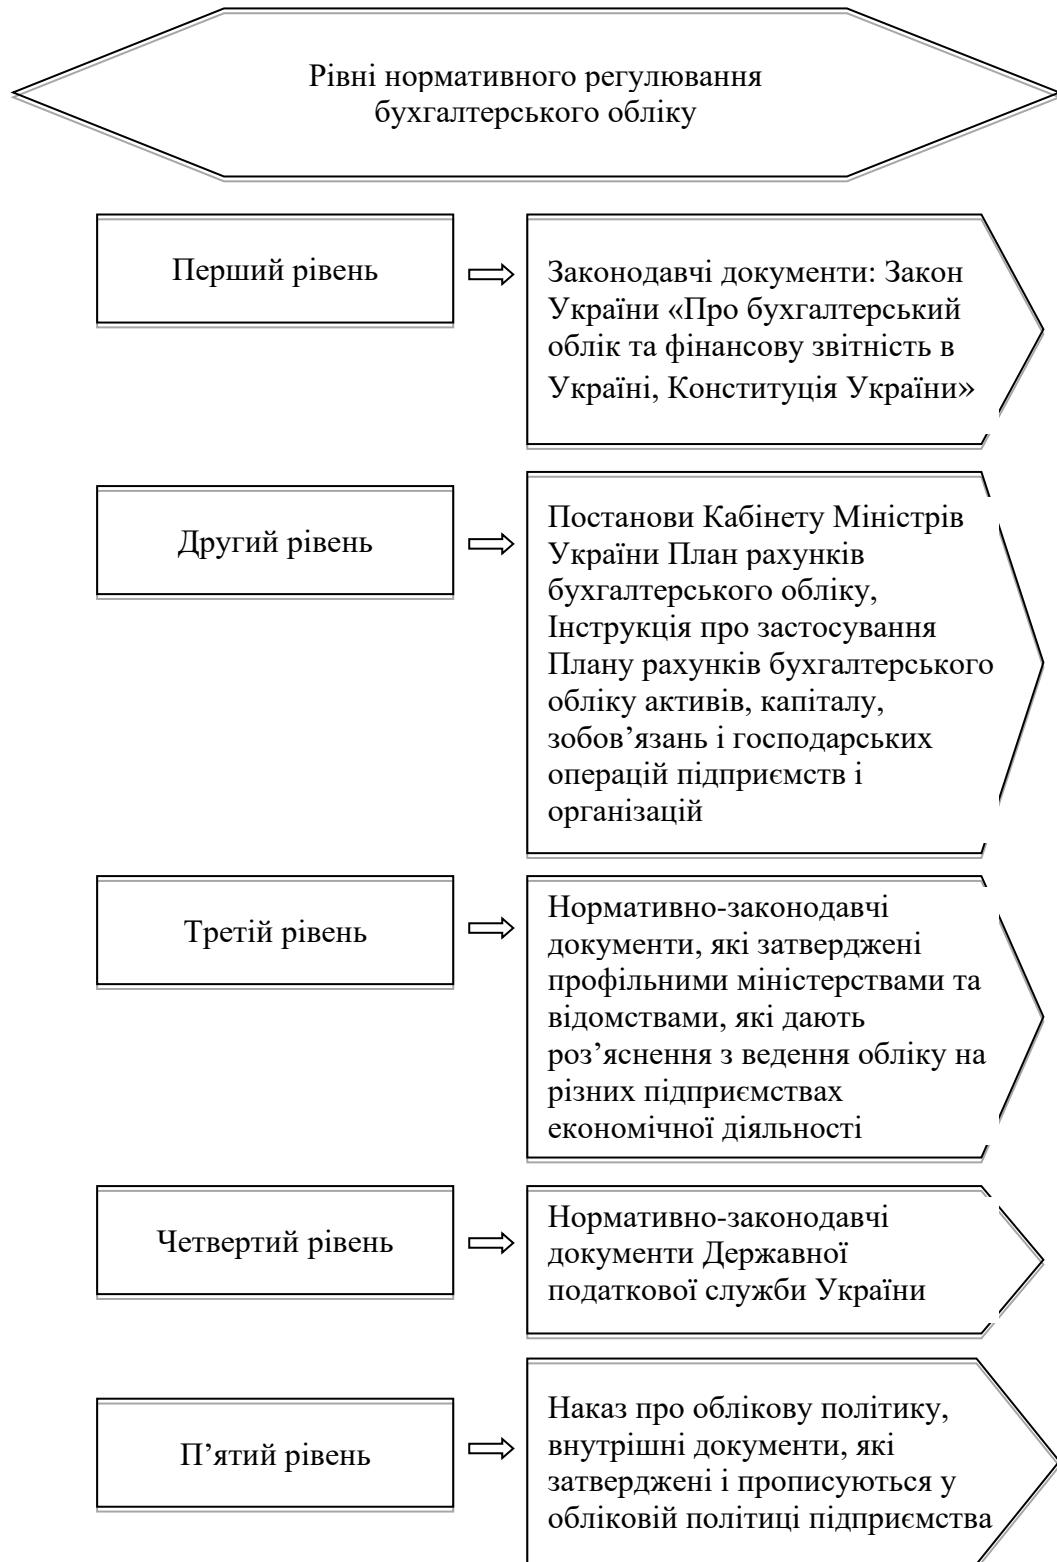 Рівні нормативного регулювання
бухгалтерського обліку
Перший рівень
Законодавчі документи: Закон
України «Про бухгалтерський
облік та фінансову звітність в
Україні, Конституція України»
Другий рівень
Постанови Кабінету Міністрів
України План рахунків
бухгалтерського обліку,
Інструкція про застосування
Плану рахунків бухгалтерського
обліку активів, капіталу,
зобов’язань і господарських
операцій підприємств і
організацій
Третій рівень
Нормативно-законодавчі
документи, які затверджені
профільними міністерствами та
відомствами, які дають
роз’яснення з ведення обліку на
різних підприємствах
економічної діяльності
Четвертий рівень
Нормативно-законодавчі
документи Державної
податкової служби України
П’ятий рівень
Наказ про облікову політику,
внутрішні документи, які
затверджені і прописуються у
обліковій політиці підприємства